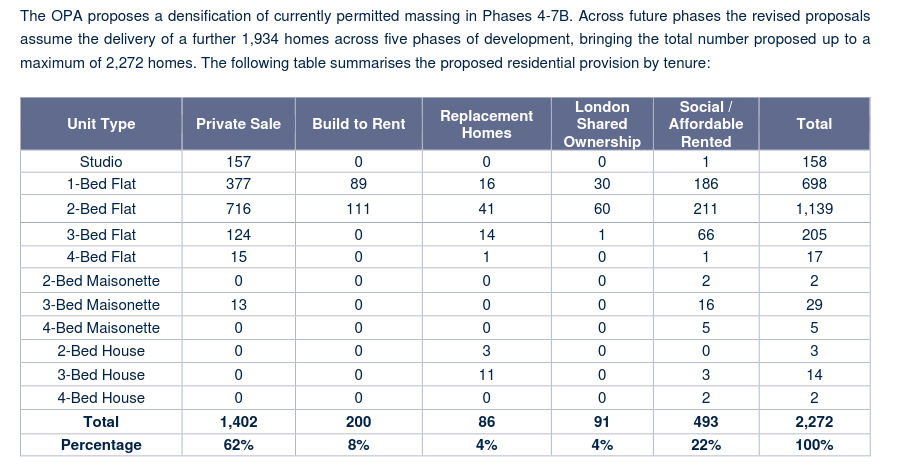 The OPA proposes a densification of currently permitted massing in Phases 4-7B. Across future phases the revised proposals
assume the delivery of a further 1,934 homes across five phases of development, bringing the total number proposed up to a
maximum of 2,272 homes. The following table summarises the proposed residential provision by tenure:
Unit Type Private Sale Build to Rent Replacement Homes London Shared Ownership Social / Affordable Rented Total
Studio 157 0 0 0 1 158
1-Bed Flat 377 89 16 30 186 698
2-Bed Flat 716 111 41 60 211 1,139
3-Bed Flat 124 0 14 1 66 205
4-Bed Flat 15 0 1 0 1 17
2-Bed Maisonette 0 0 0 0 2 2
3-Bed Maisonette 13 0 0 0 16 29
4-Bed Maisonette 0 0 0 0 5 5
2-Bed House 0 0 3 0 0 3
3-Bed House 0 0 11 0 3 14
4-Bed House 0 0 0 0 2 2
Total 1,402 200 86 91 493 2,272
Percentage 62% 8% 4% 4% 22% 100%